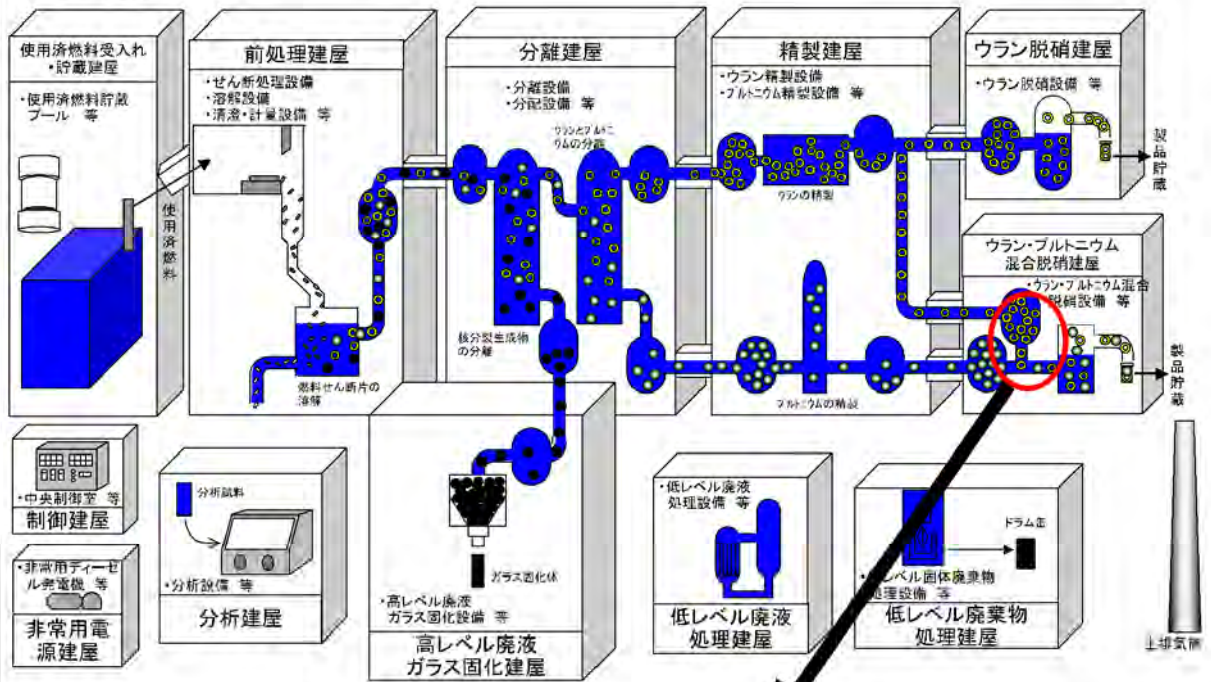 使用済燃料受入れ
・貯蔵建屋
・使用済燃料貯蔵
プール 等
使用済燃料
前処理建屋
・せん断処理設備
・溶解設備
・清澄・計量設備 等
燃料せん断片の
溶解
分離建屋
・分離設備
・分配設備 等
ウランとプルトニ
ウムの分離
核分裂生成物
の分離
精製建屋
・ウラン精製設備
・プルトニウム精製設備 等
ウランの精製
プルトニウムの精製
ウラン脱硝建屋
・ウラン脱硝設備 等
製品貯蔵
ウラン・プルトニウム
混合脱硝建屋
・ウラン・プルトニウム混合
脱硝設備 等
製品貯蔵
・中央制御室 等
制御建屋
・非常用ディーゼ
ル発電機 等
非常用電
源建屋
分析試料
・分析設備 等
分析建屋
ガラス固化体
・高レベル廃液
ガラス固化設備 等
高レベル廃液
ガラス固化建屋
・低レベル廃液
処理設備 等
低レベル廃液
処理建屋
ドラム缶
レベル固体廃棄物
処理設備 等
低レベル廃棄物
処理建屋
主排気筒